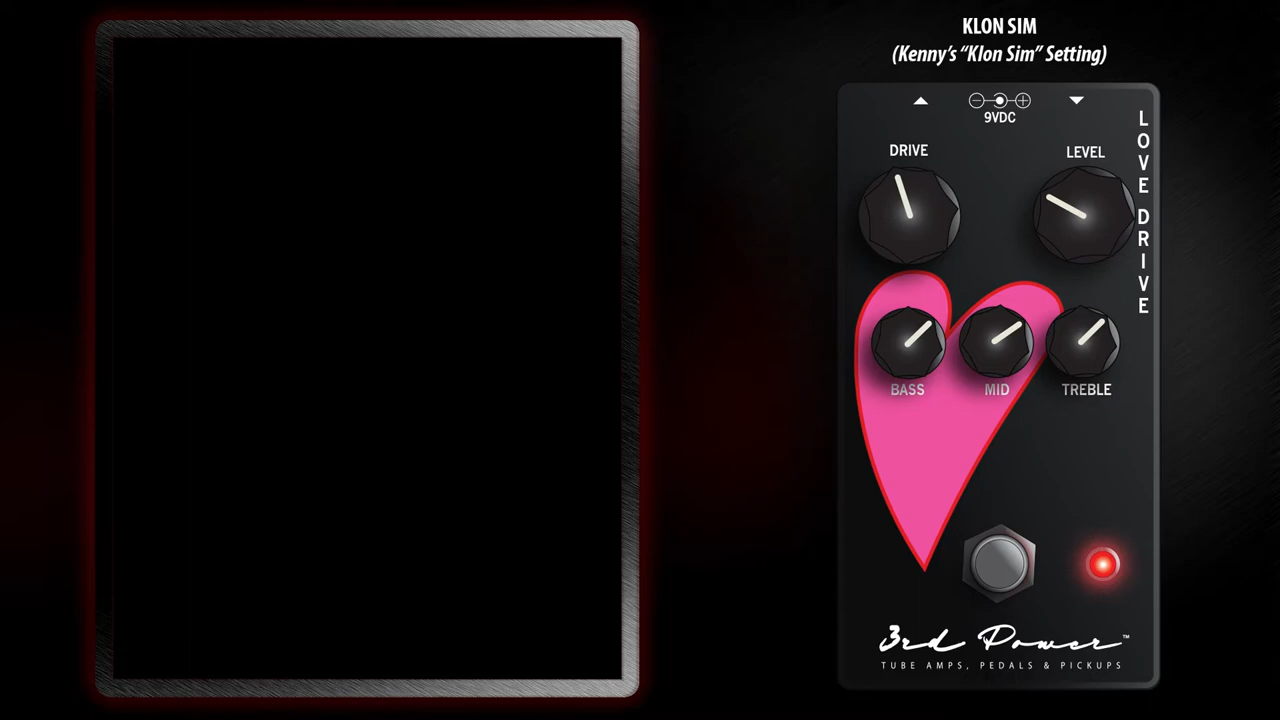 KLON SIM
(Kenny's “Klon Sim” Setting)
9VDC
DRIVE
LEVEL
LOVE DRIVE
BASS MID TREBLE
3rd Power™
TUBE AMPS, PEDALS & PICKUPS